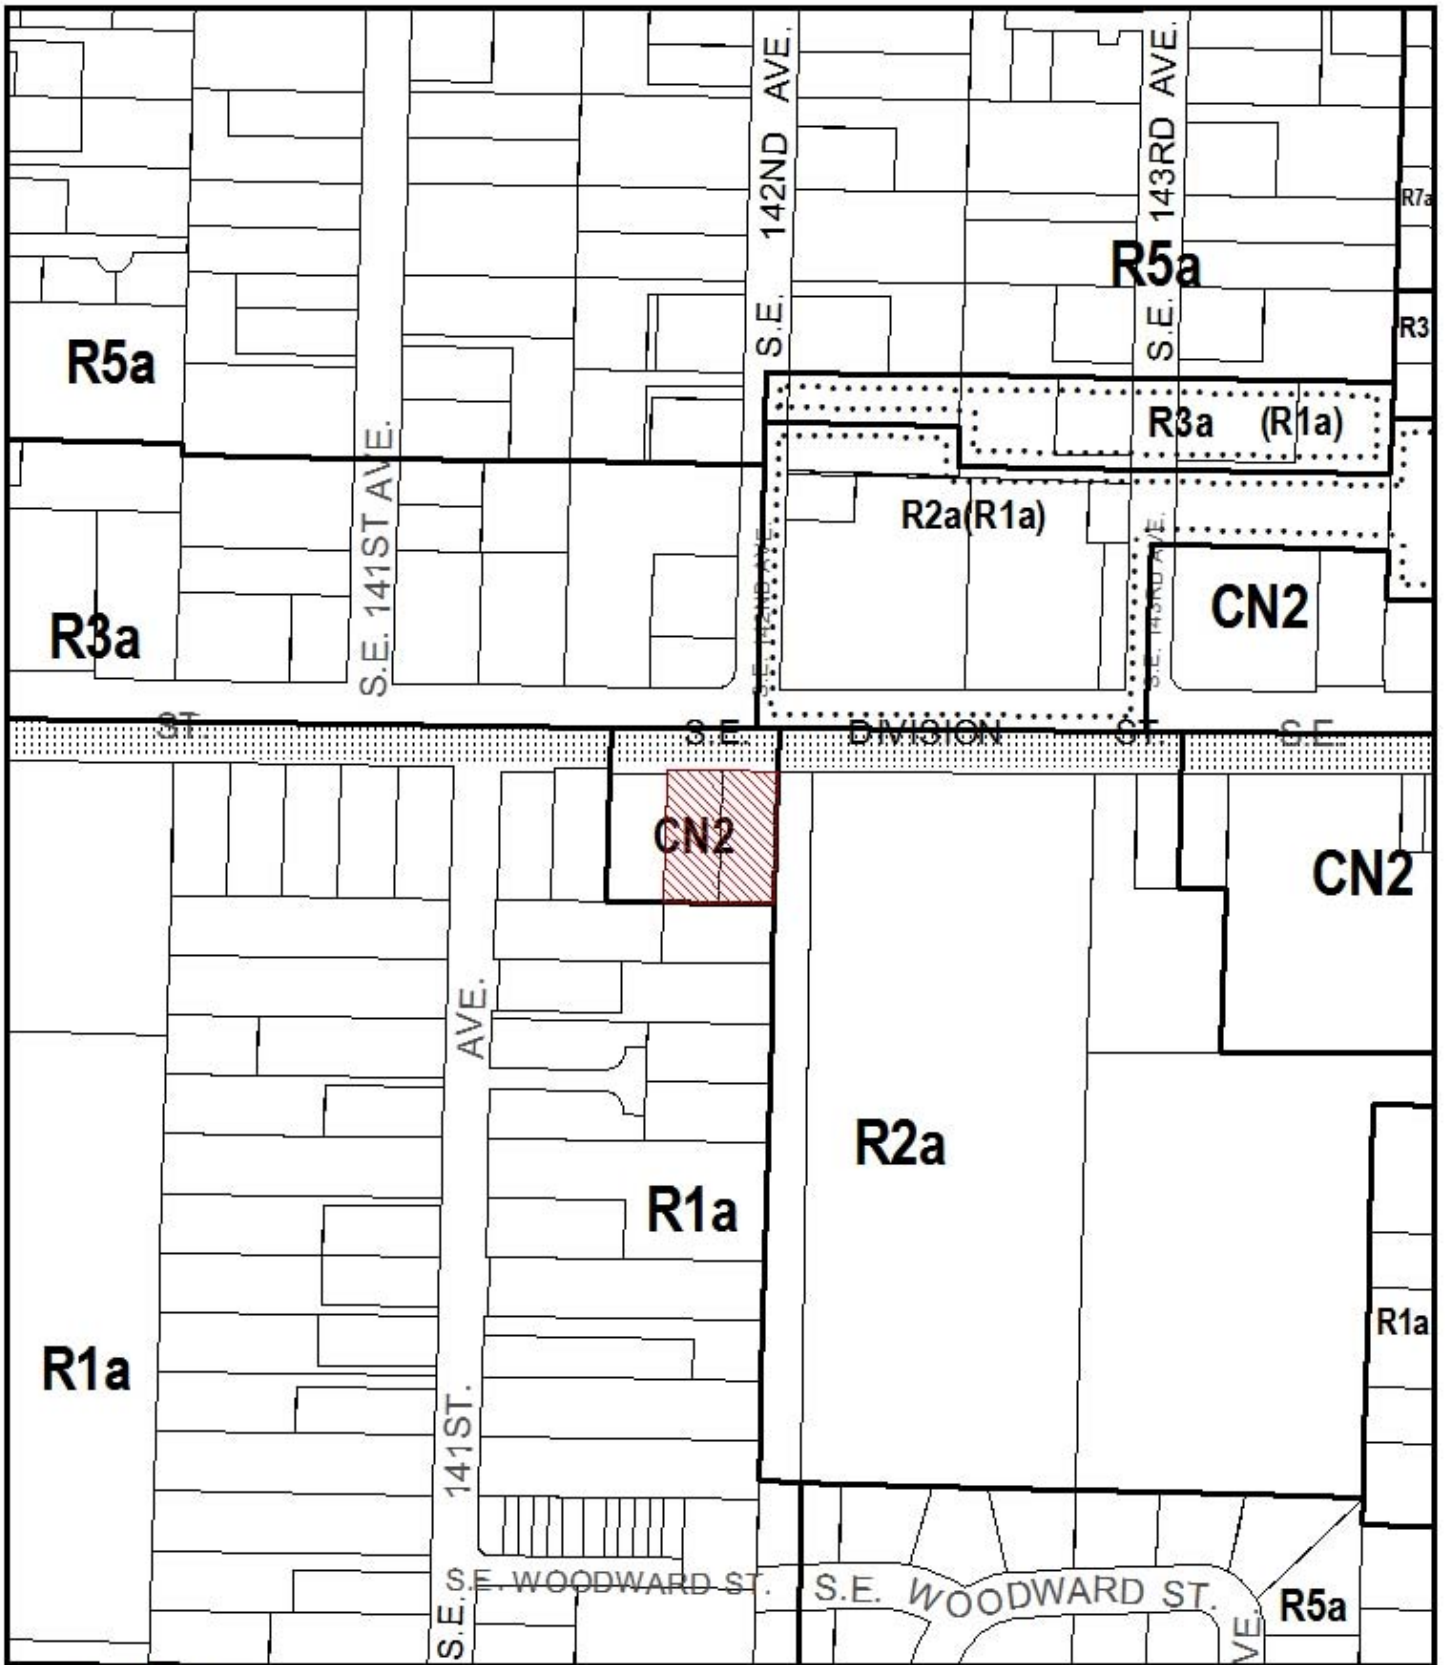 S.E. 142ND AVE.
S.E. 143RD AVE.
R7a
R5a
R3
R5a
R3a (R1a)
S.E. 141ST AVE.
R2a(R1a)
S.E. 142ND AVE.
S.E. 143RD AVE.
CN2
R3a
ST. S.E. DIVISION ST. S.E.
CN2
CN2
AVE.
R2a
R1a
R1a
R1a
141ST.
S.E.
S.E. WOODWARD ST.
S.E. WOODWARD ST.
R5a
VE.